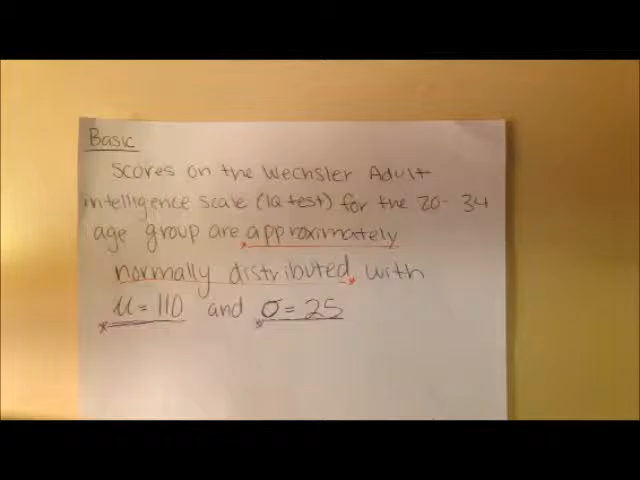 Basic
Scores on the Wechsler Adult
intelligence scale (IQ test) for the 20-34
age group are approximately
normally distributed with
μ = 110 and σ = 25